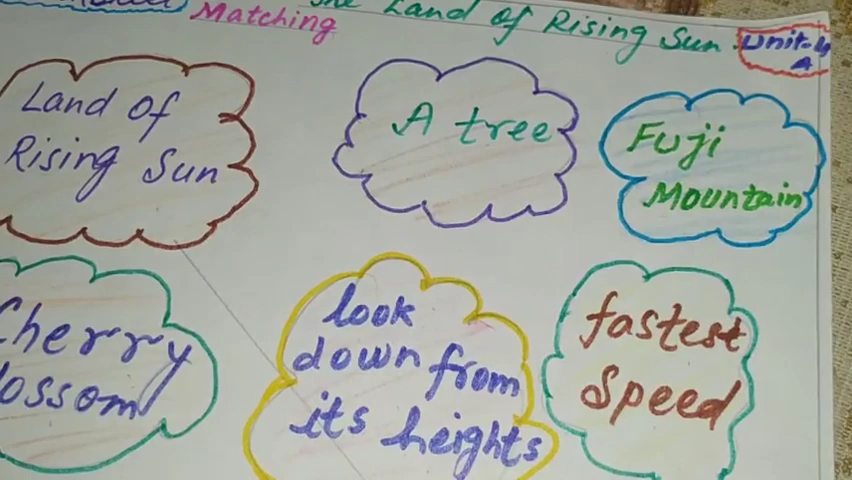 Matching
The Land of Rising Sun
Unit-4
A
Land of
Rising Sun
A tree
Fuji
Mountain
Cherry
lossom
look
down from
its heights
fastest
Speed